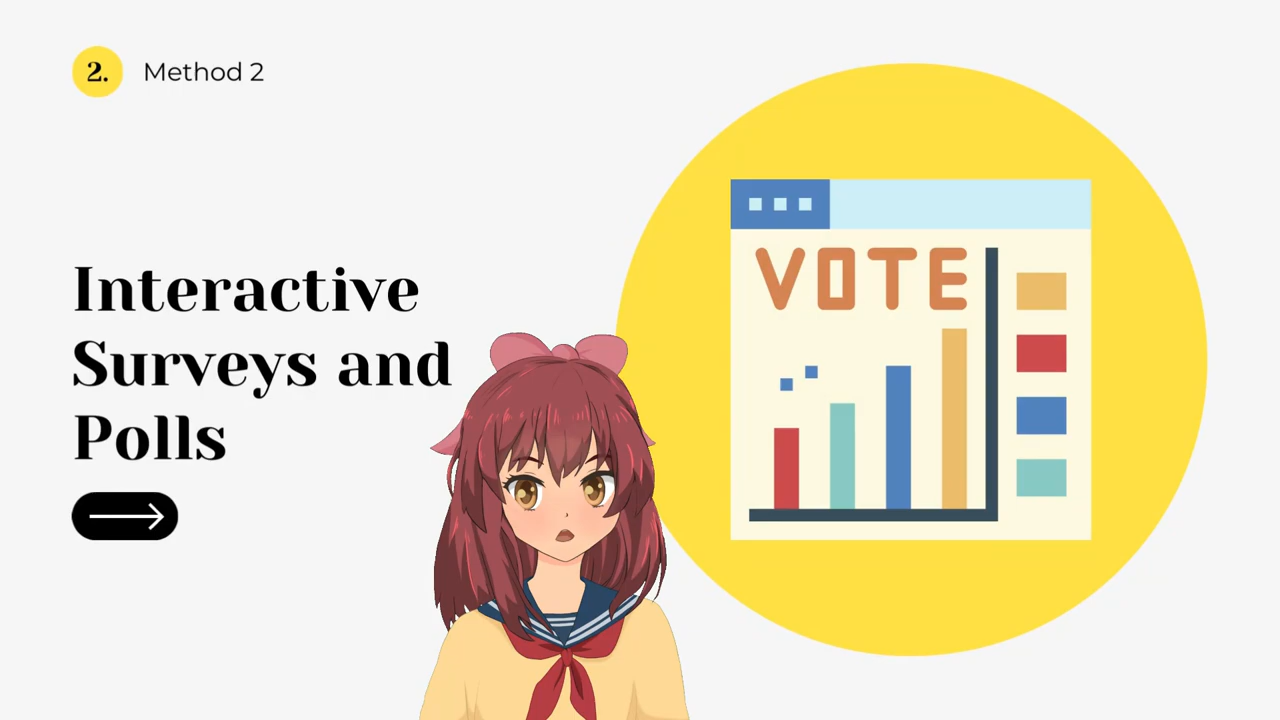 2.
Method 2
VOTE
Interactive
Surveys and
Polls